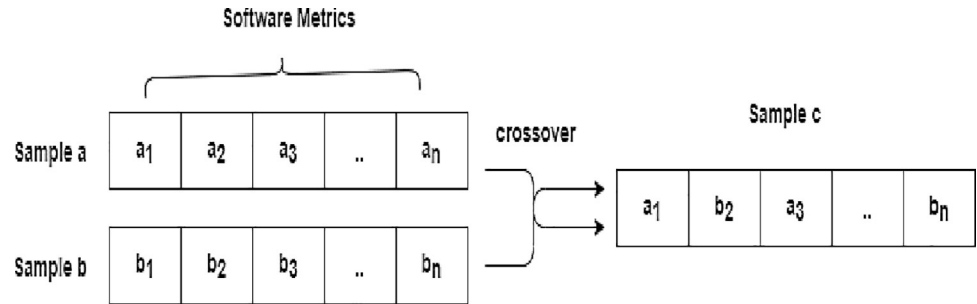 Software Metrics
Sample a
a1 a2 a3 .. an
crossover
Sample c
a1 b2 a3 .. bn
Sample b
b1 b2 b3 .. bn